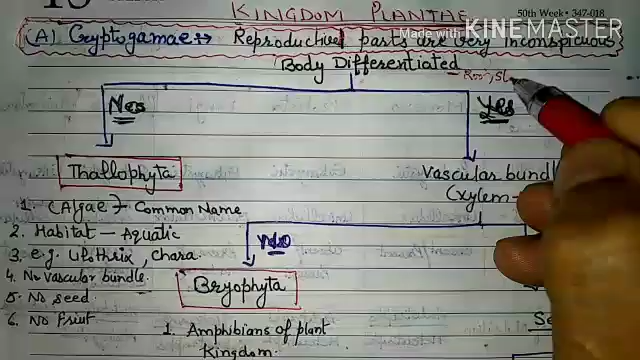 KINGDOM PLANTAE
50th Week • 347-018
Made with KINEMASTER
(A) Cryptogamae :→ Reproductive parts are very inconspicuous
Body Differentiated
Root, St
No
Yes
Thallophyta
Vascular bund
(xylem-
1. (Algae) → Common Name
2. Habitat – Aquatic
No
3. e.g. Ulothrix, chara.
4. No vascular bundle.
Bryophyta
5. No seed
6. No Fruit
Se
1. Amphibians of plant
Kingdom.